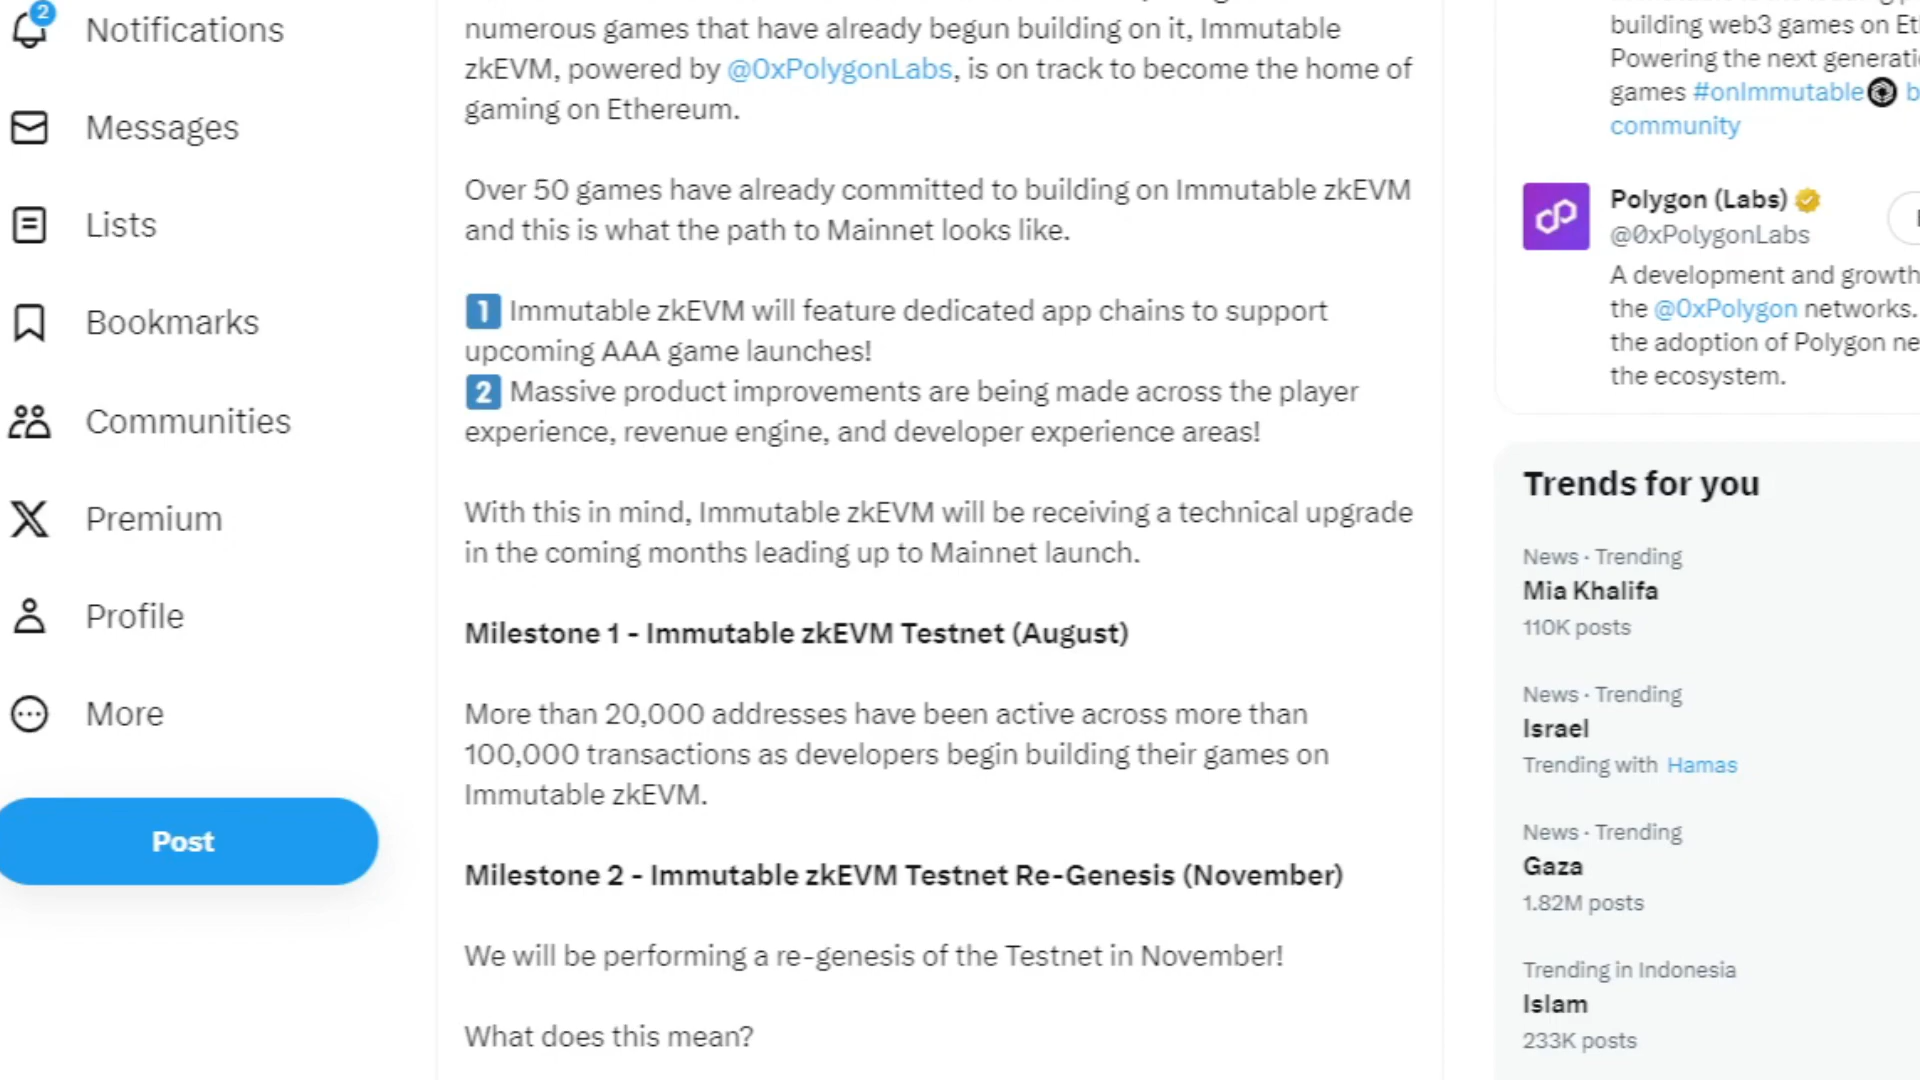 2
Notifications
Messages
Lists
Bookmarks
Communities
Premium
Profile
More
Post
numerous games that have already begun building on it, Immutable
zkEVM, powered by @0xPolygonLabs, is on track to become the home of
gaming on Ethereum.
Over 50 games have already committed to building on Immutable zkEVM
and this is what the path to Mainnet looks like.
1 Immutable zkEVM will feature dedicated app chains to support
upcoming AAA game launches!
2 Massive product improvements are being made across the player
experience, revenue engine, and developer experience areas!
With this in mind, Immutable zkEVM will be receiving a technical upgrade
in the coming months leading up to Mainnet launch.
Milestone 1 - Immutable zkEVM Testnet (August)
More than 20,000 addresses have been active across more than
100,000 transactions as developers begin building their games on
Immutable zkEVM.
Milestone 2 - Immutable zkEVM Testnet Re-Genesis (November)
We will be performing a re-genesis of the Testnet in November!
What does this mean?
building web3 games on
Powering the next
games #onImmutable
community
Polygon (Labs)
@0xPolygonLabs
A development and growth
the @0xPolygon networks.
the adoption of Polygon
the ecosystem.
Trends for you
News · Trending
Mia Khalifa
110K posts
News · Trending
Israel
Trending with Hamas
News · Trending
Gaza
1.82M posts
Trending in Indonesia
Islam
233K posts